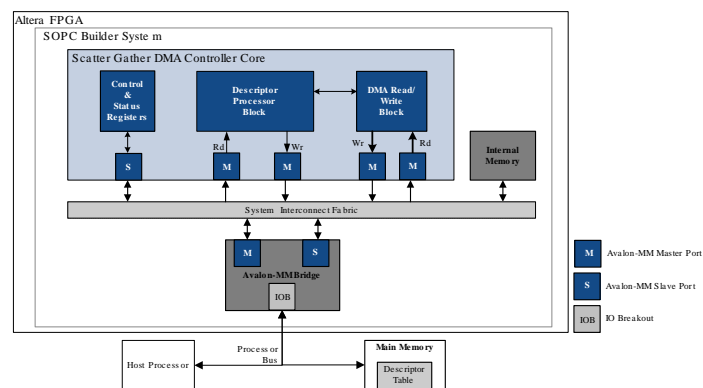 Altera FPGA
SOPC Builder System
Scatter Gather DMA Controller Core
Control
&
Status
Registers
Descriptor
Processor
Block
DMA Read/
Write
Block
Rd
Wr
Wr
Rd
Internal
Memory
S
M
M
M
M
System Interconnect Fabric
M
S
Avalon-MM Bridge
IOB
M
Avalon-MM Master Port
S
Avalon-MM Slave Port
IOB
IO Breakout
Processor
Bus
Host Processor
Main Memory
Descriptor
Table